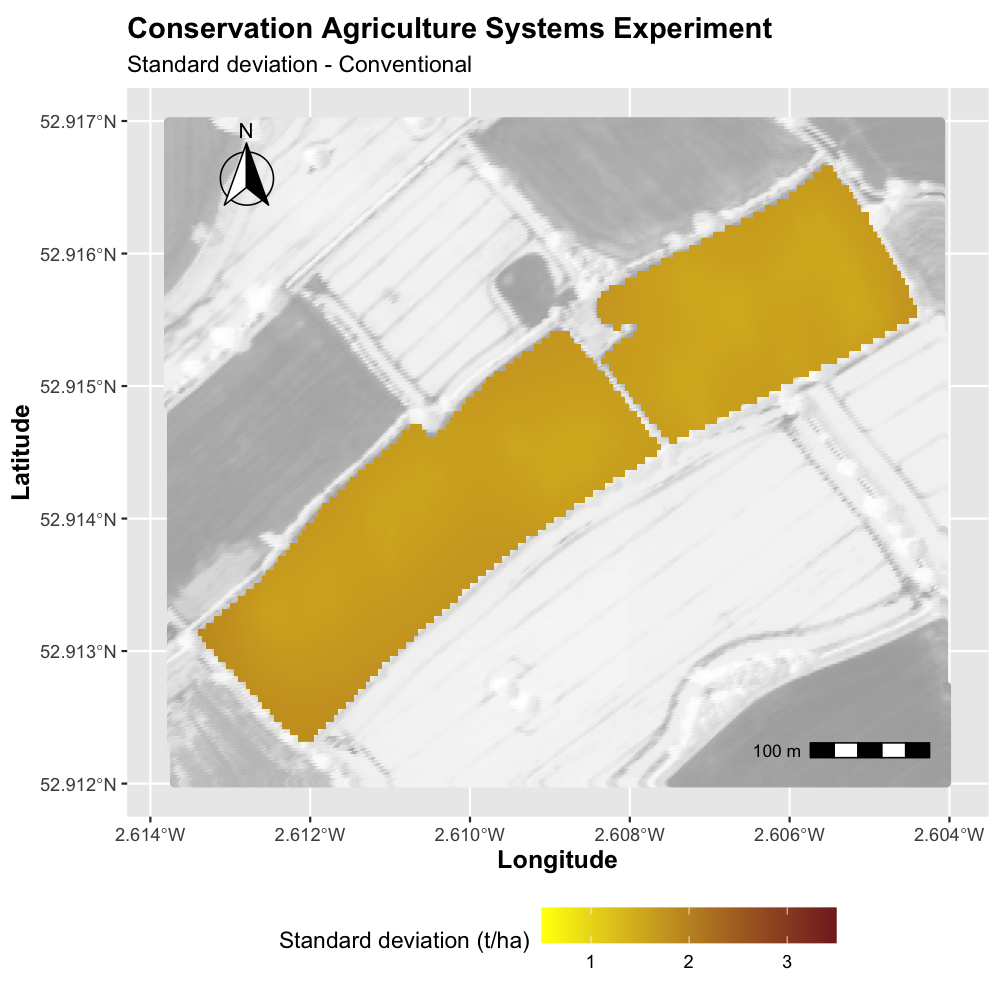 Conservation Agriculture Systems Experiment
Standard deviation - Conventional
N
52.917°N
52.916°N
52.915°N
52.914°N
52.913°N
52.912°N
Latitude
100 m
2.614°W 2.612°W 2.610°W 2.608°W 2.606°W 2.604°W
Longitude
Standard deviation (t/ha)
1 2 3